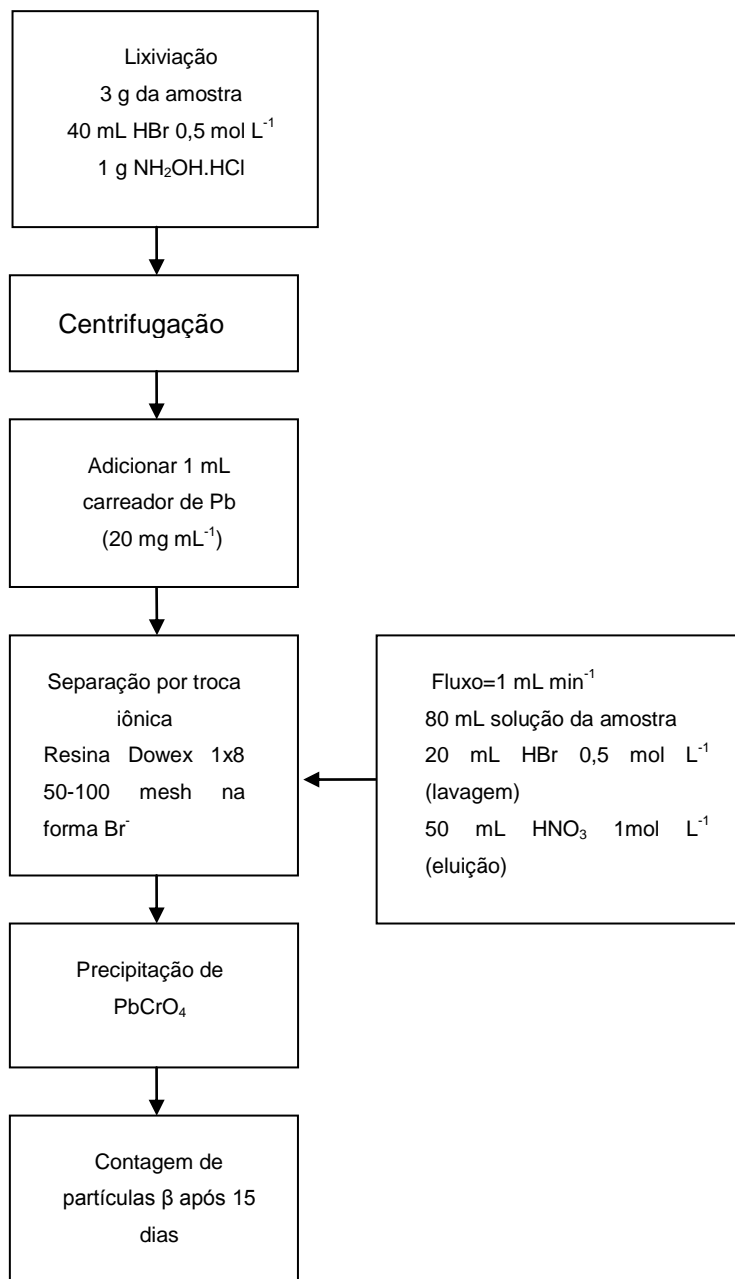 Lixiviação
3 g da amostra
40 mL HBr 0,5 mol L⁻¹
1 g NH₂OH.HCl
Centrifugação
Adicionar 1 mL
carreador de Pb
(20 mg mL⁻¹)
Separação por troca
iônica
Resina Dowex 1x8
50-100 mesh na
forma Br⁻
Fluxo=1 mL min⁻¹
80 mL solução da amostra
20 mL HBr 0,5 mol L⁻¹
(lavagem)
50 mL HNO₃ 1mol L⁻¹
(eluição)
Precipitação de
PbCrO₄
Contagem de
partículas β após 15
dias